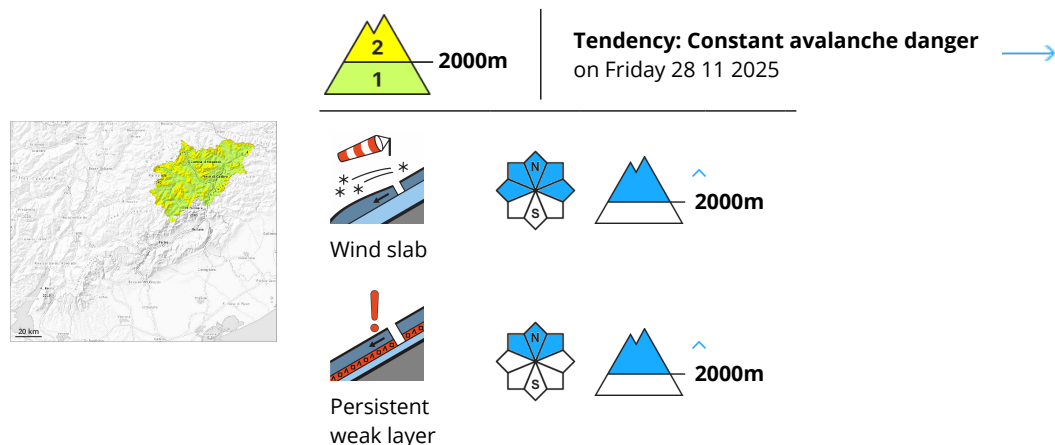 2
1
2000m
Tendency: Constant avalanche danger
on Friday 28 11 2025
20 km
N
S
2000m
Wind slab
N
S
2000m
Persistent
weak layer